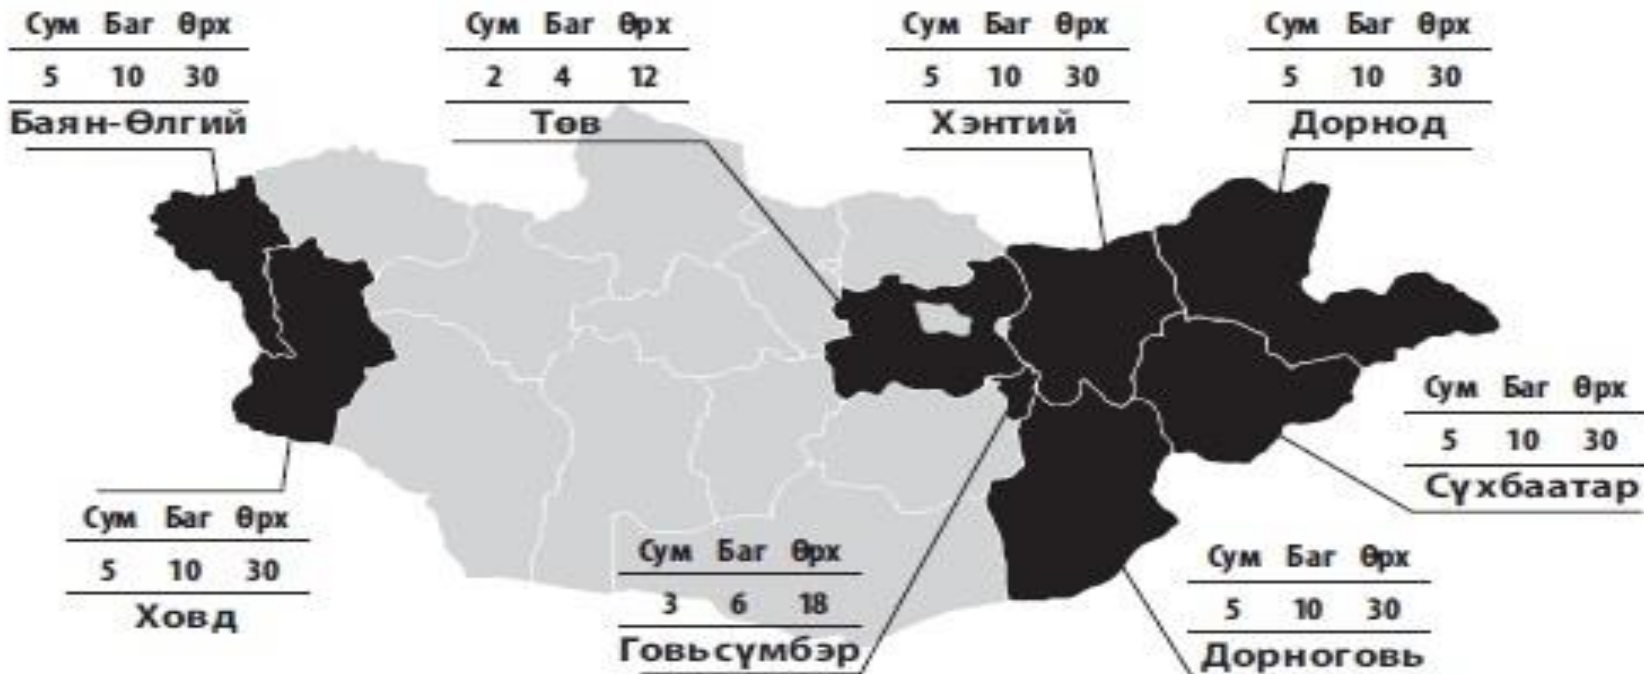 Сум Баг Өрх
5 10 30
Баян-Өлгий
Сум Баг Өрх
2 4 12
Төв
Сум Баг Өрх
5 10 30
Хэнтий
Сум Баг Өрх
5 10 30
Дорнод
Сум Баг Өрх
5 10 30
Сүхбаатар
Сум Баг Өрх
5 10 30
Ховд
Сум Баг Өрх
3 6 18
Говьсүмбэр
Сум Баг Өрх
5 10 30
Дорноговь